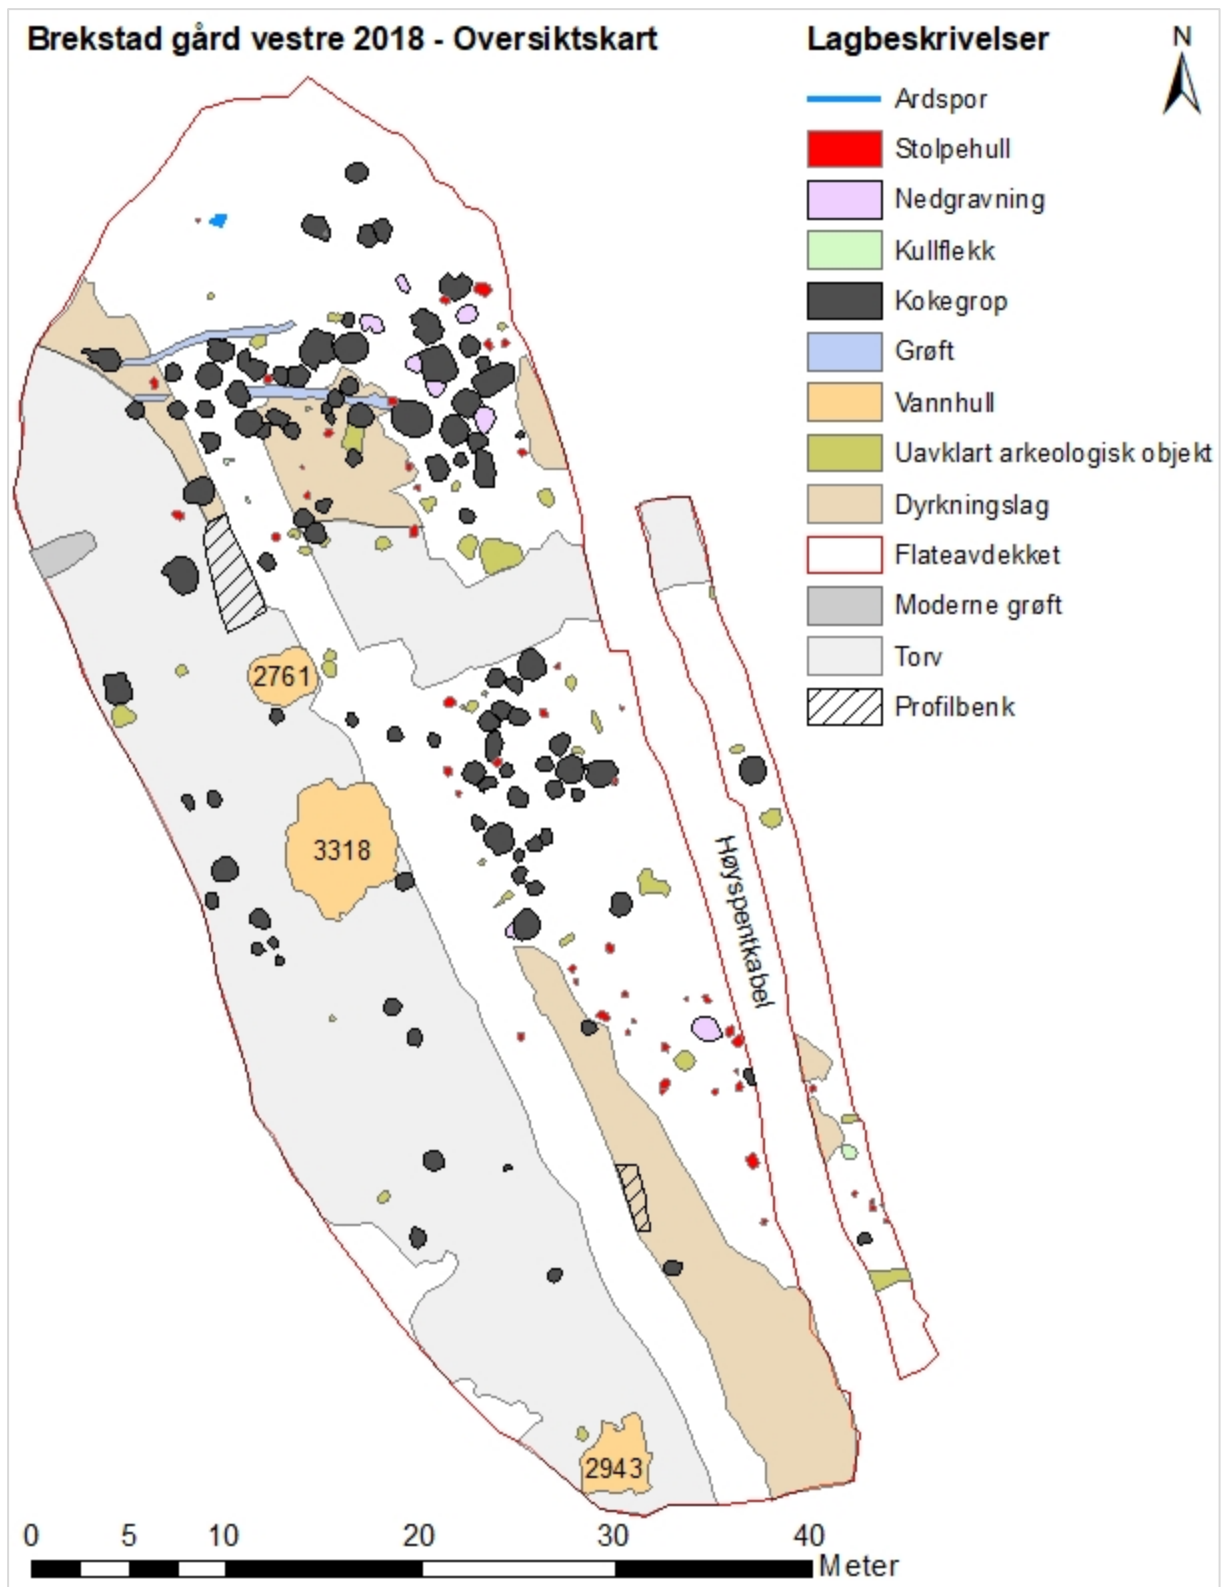 Brekstad gård vestre 2018 - Oversiktskart
Lagbeskrivelser
N
Ardspor
Stolpehull
Nedgravning
Kullflekk
Kokegrop
Grøft
Vannhull
Uavklart arkeologisk objekt
Dyrkningslag
Flateavdekket
Moderne grøft
Torv
Profilbenk
2761
3318
Høyspentkabel
2943
0 5 10 20 30 40
Meter